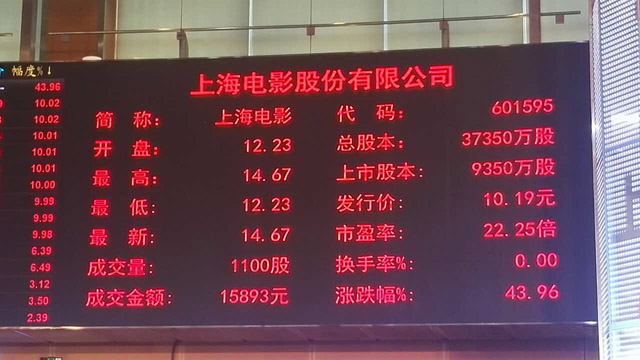 幅度%↓
43.96
10.02
10.02
10.01
10.01
10.01
10.00
9.99
9.99
9.98
6.39
6.49
3.12
3.50
2.39
上海电影股份有限公司
简 称: 上海电影 代 码: 601595
开 盘: 12.23 总股本: 37350万股
最 高: 14.67 上市股本: 9350万股
最 低: 12.23 发行价: 10.19元
最 新: 14.67 市盈率: 22.25倍
成交量: 1100股 换手率%: 0.00
成交金额: 15893元 涨跌幅%: 43.96